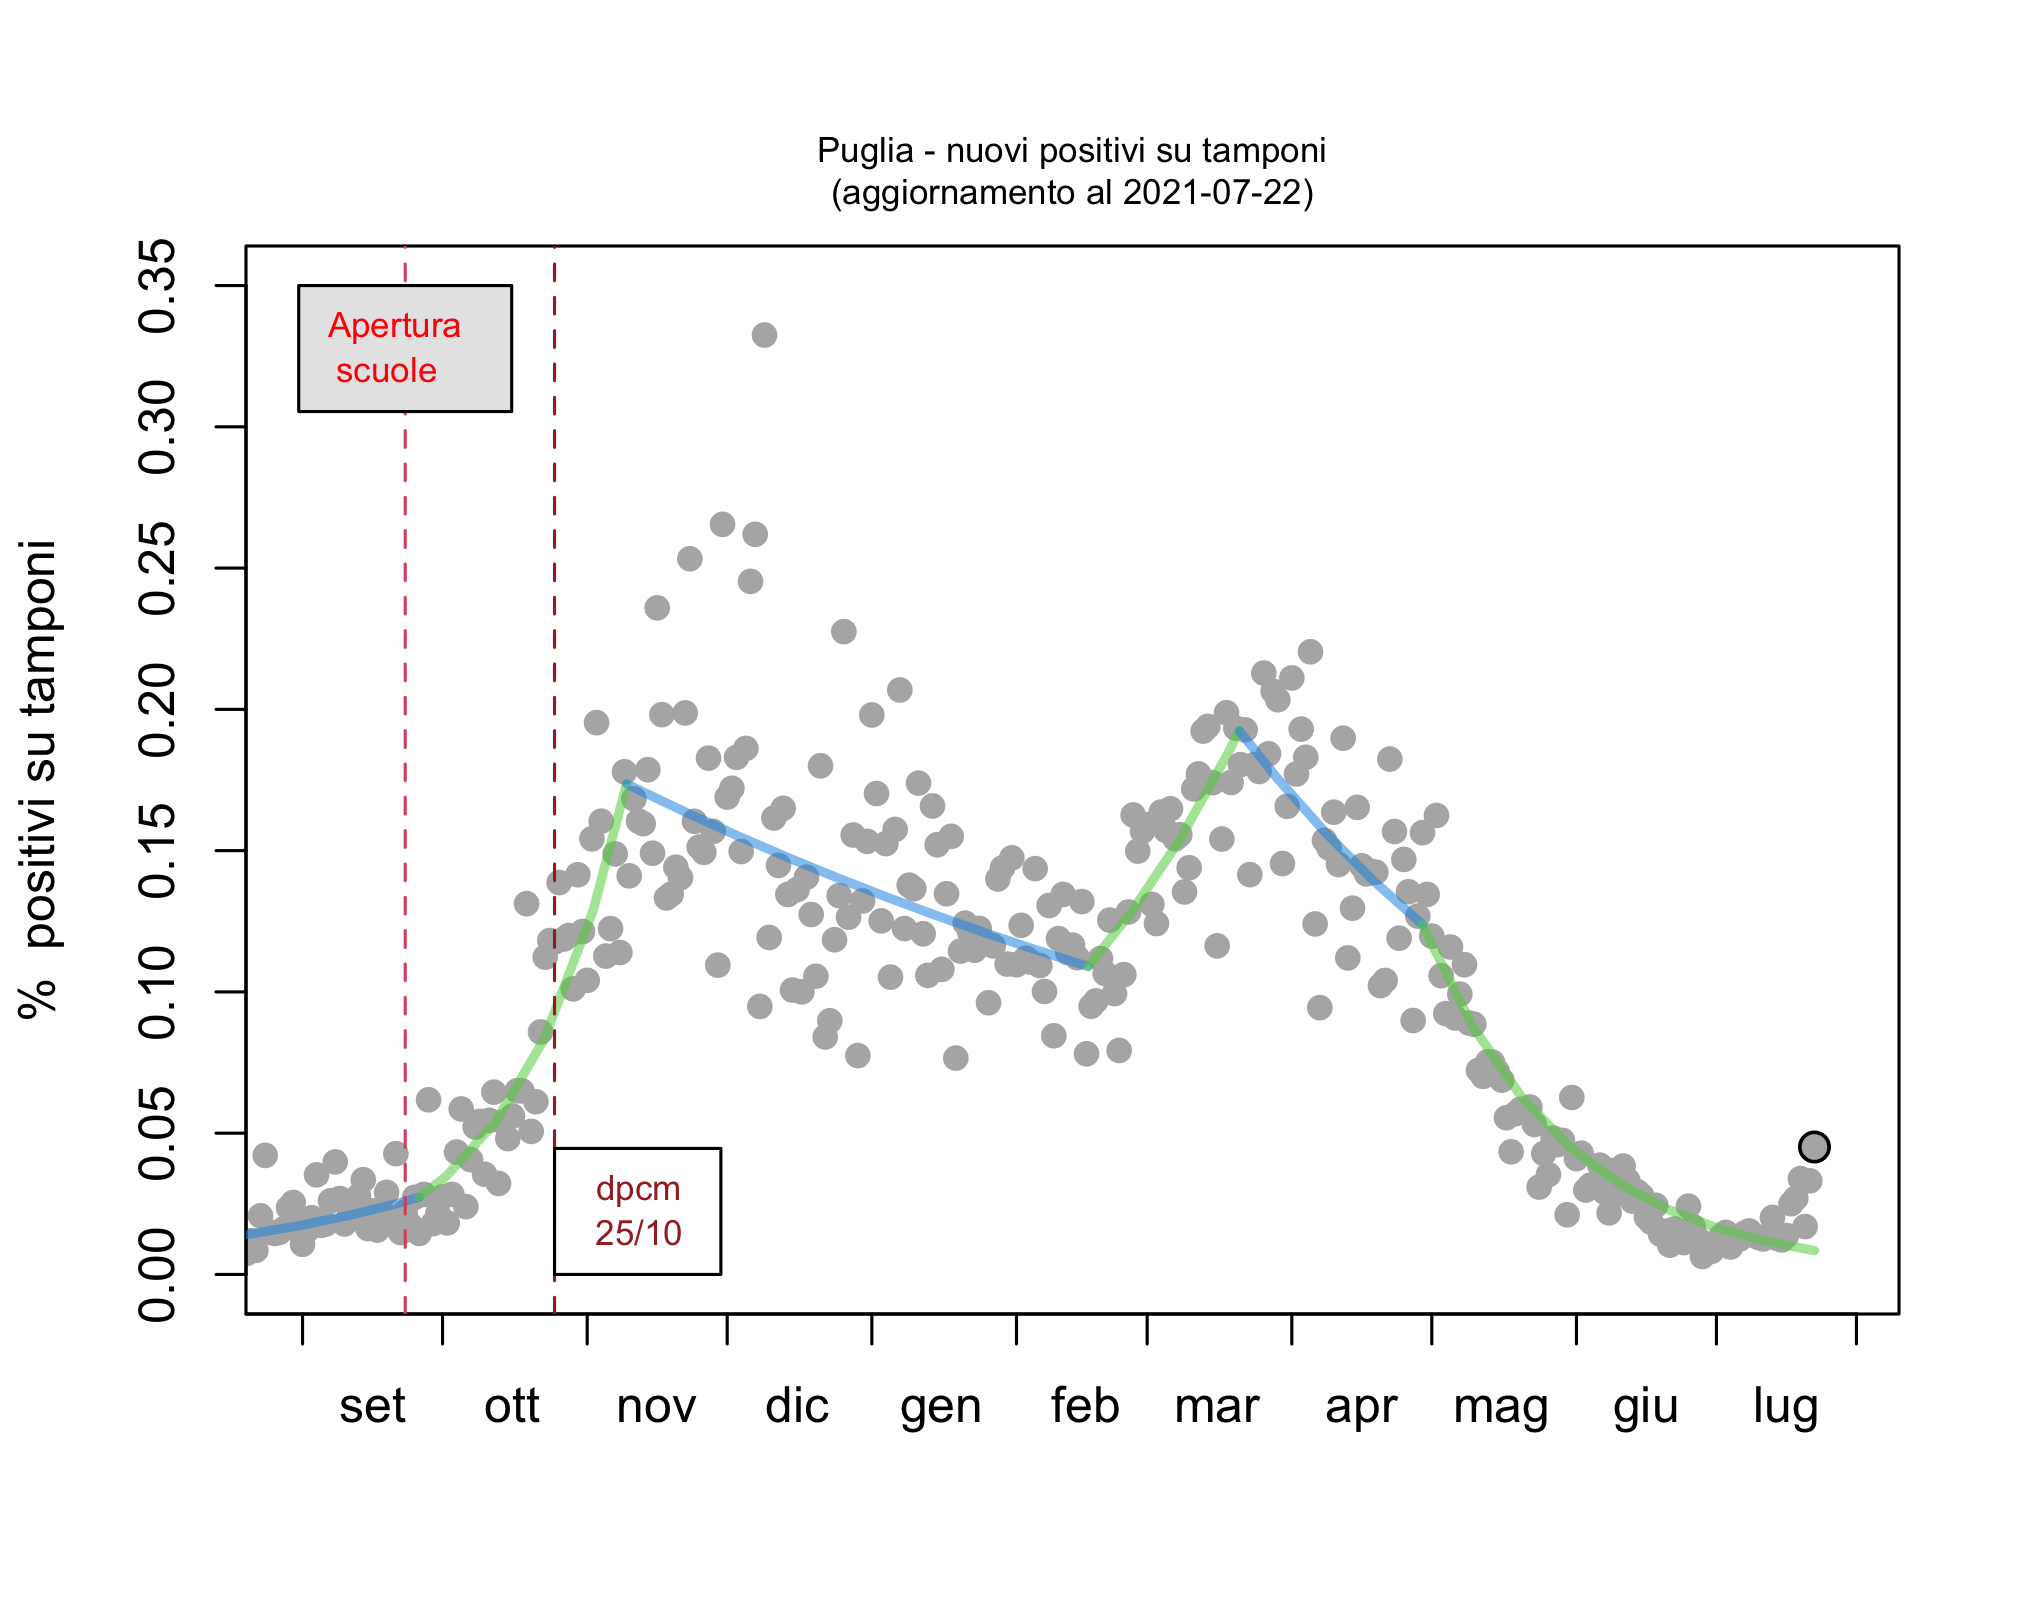 Puglia - nuovi positivi su tamponi
(aggiornamento al 2021-07-22)
% positivi su tamponi
0.35
0.30
0.25
0.20
0.15
0.10
0.05
0.00
Apertura
scuole
dpcm
25/10
set ott nov dic gen feb mar apr mag giu lug